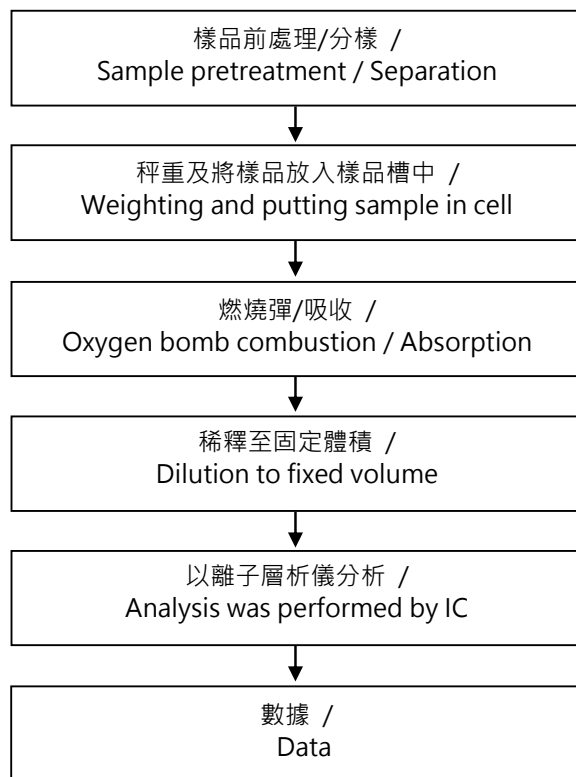 樣品前處理/分樣 /
Sample pretreatment / Separation
秤重及將樣品放入樣品槽中 /
Weighting and putting sample in cell
燃燒彈/吸收 /
Oxygen bomb combustion / Absorption
稀釋至固定體積 /
Dilution to fixed volume
以離子層析儀分析 /
Analysis was performed by IC
數據 /
Data